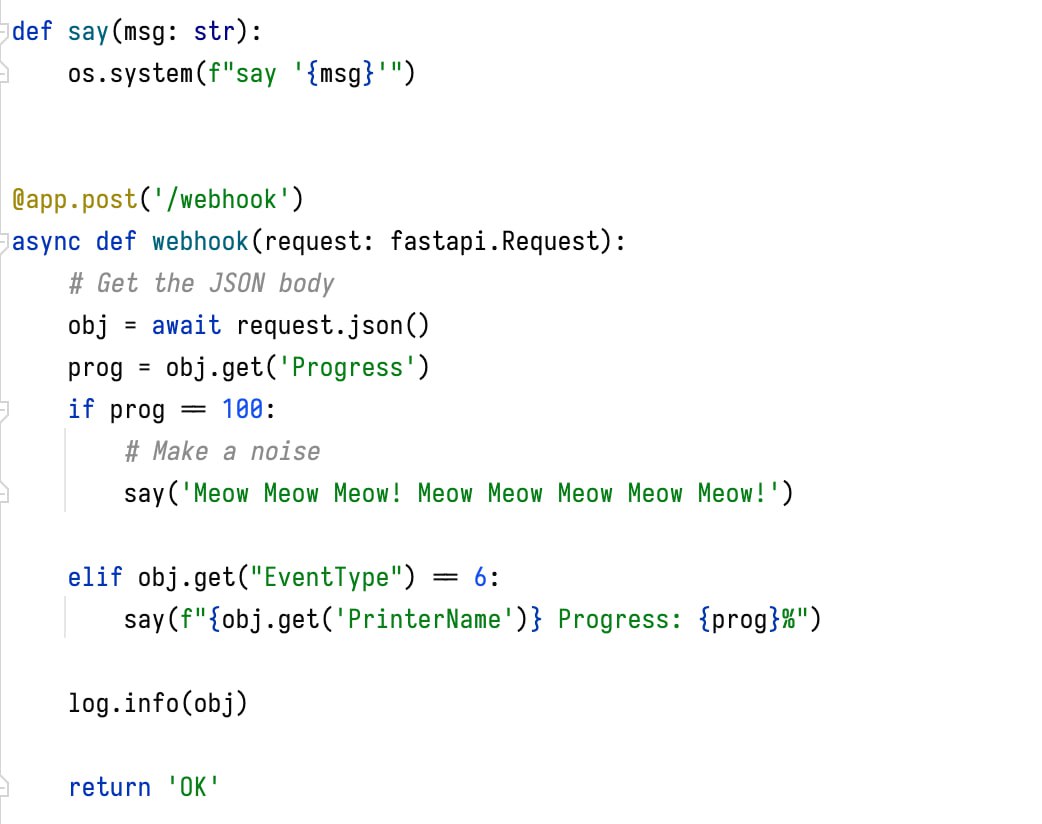 def say(msg: str):
    os.system(f"say '{msg}'")
@app.post('/webhook')
async def webhook(request: fastapi.Request):
    # Get the JSON body
    obj = await request.json()
    prog = obj.get('Progress')
    if prog == 100:
        # Make a noise
        say('Meow Meow Meow! Meow Meow Meow Meow Meow!')
    elif obj.get("EventType") == 6:
        say(f"{obj.get('PrinterName')} Progress: {prog}%")
    log.info(obj)
    return 'OK'